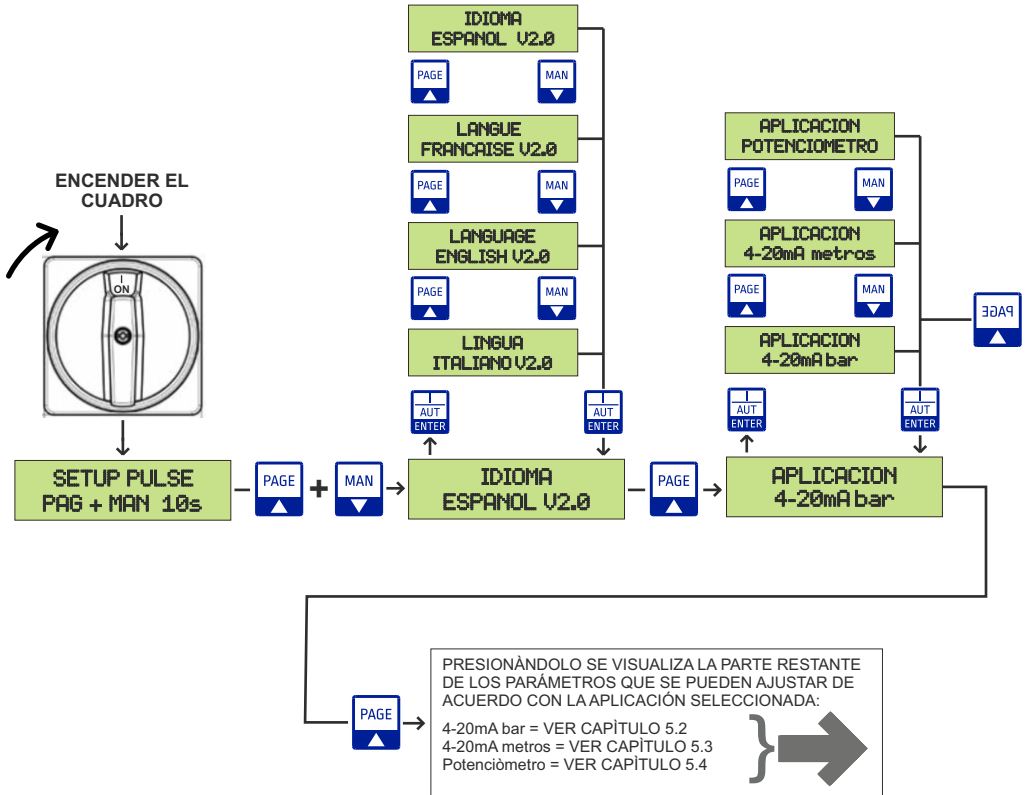 IDIOMA
ESPANOL V2.0
PAGE
MAN
LANGUE
FRANCAISE V2.0
PAGE
MAN
LANGUAGE
ENGLISH V2.0
PAGE
MAN
LINGUA
ITALIANO V2.0
I
AUT
ENTER
I
AUT
ENTER
APLICACION
POTENCIOMETRO
PAGE
MAN
APLICACION
4-20mA metros
PAGE
MAN
APLICACION
4-20mA bar
PAGE
I
AUT
ENTER
I
AUT
ENTER
ENCENDER EL
CUADRO
I
ON
SETUP PULSE
PAG + MAN 10s
PAGE
+
MAN
IDIOMA
ESPANOL V2.0
PAGE
APLICACION
4-20mA bar
PAGE
PRESIONÀNDOLO SE VISUALIZA LA PARTE RESTANTE
DE LOS PARÁMETROS QUE SE PUEDEN AJUSTAR DE
ACUERDO CON LA APLICACIÓN SELECCIONADA:
4-20mA bar = VER CAPÌTULO 5.2
4-20mA metros = VER CAPÌTULO 5.3
Potenciòmetro = VER CAPÌTULO 5.4